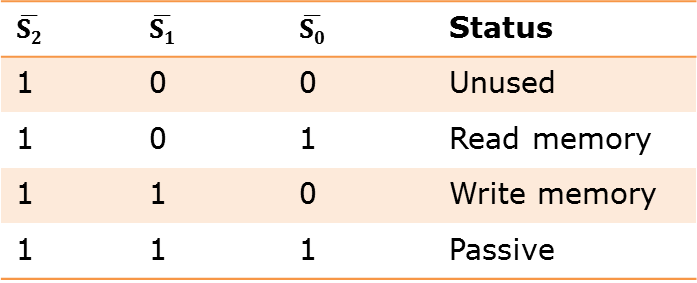 S̅₂ S̅₁ S̅₀ Status
1 0 0 Unused
1 0 1 Read memory
1 1 0 Write memory
1 1 1 Passive